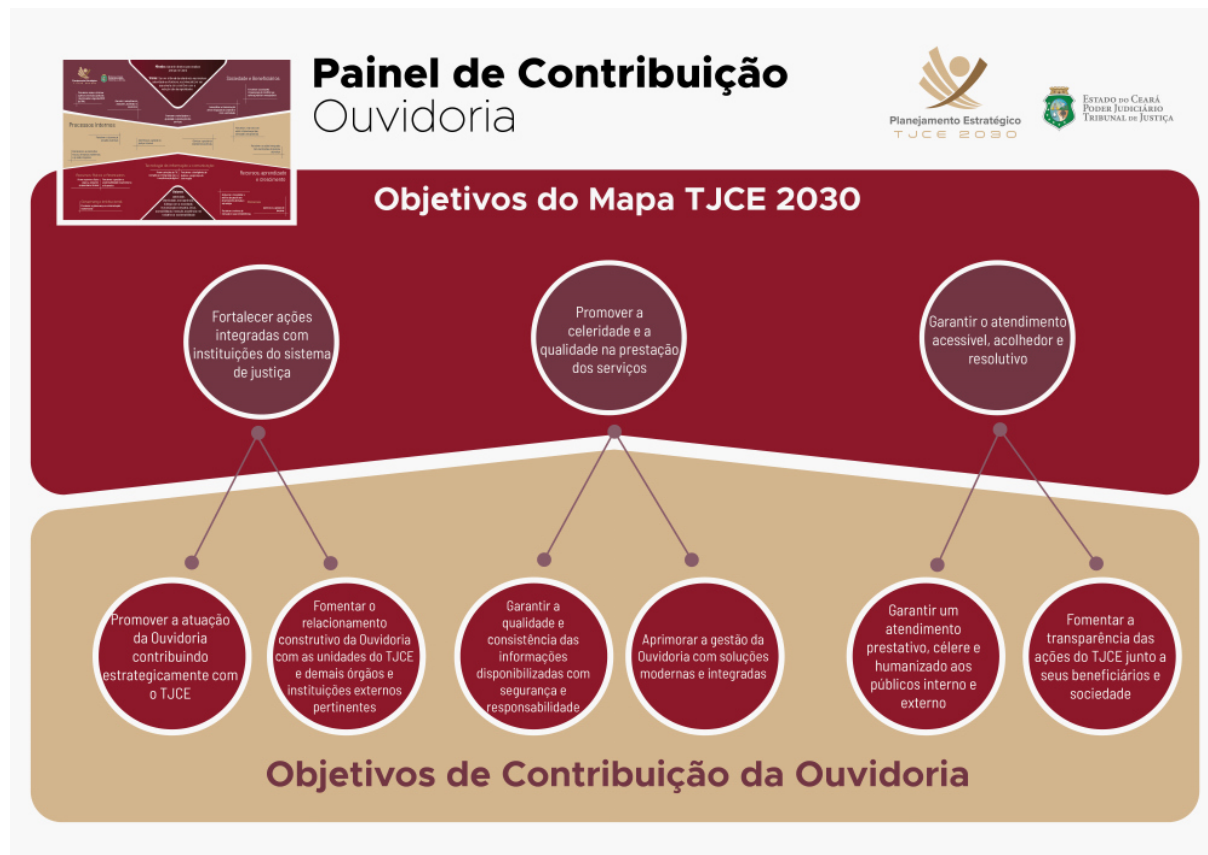 Painel de Contribuição
Ouvidoria
Planejamento Estratégico
TJCE 2030
ESTADO DO CEARÁ
PODER JUDICIÁRIO
TRIBUNAL DE JUSTIÇA
Sociedade e Beneficiários
Processos Internos
Objetivos do Mapa TJCE 2030
Fortalecer ações
integradas com
instituições do sistema
de justiça
Promover a
celeridade e a
qualidade na prestação
dos serviços
Garantir o atendimento
acessível, acolhedor e
resolutivo
Promover a atuação
da Ouvidoria
contribuindo
estrategicamente com
o TJCE
Fomentar o
relacionamento
construtivo da Ouvidoria
com as unidades do TJCE
e demais órgãos e
instituições externos
pertinentes
Garantir a
qualidade e
consistência das
informações
disponibilizadas com
segurança e
responsabilidade
Aprimorar a gestão da
Ouvidoria com soluções
modernas e integradas
Garantir um
atendimento
prestativo, célere e
humanizado aos
públicos interno e
externo
Fomentar a
transparência das
ações do TJCE junto a
seus beneficiários e
sociedade
Objetivos de Contribuição da Ouvidoria